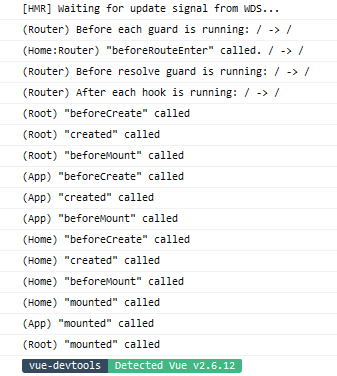 [HMR] Waiting for update signal from WDS...
(Router) Before each guard is running: / -> /
(Home:Router) "beforeRouteEnter" called. / -> /
(Router) Before resolve guard is running: / -> /
(Router) After each hook is running: / -> /
(Root) "beforeCreate" called
(Root) "created" called
(Root) "beforeMount" called
(App) "beforeCreate" called
(App) "created" called
(App) "beforeMount" called
(Home) "beforeCreate" called
(Home) "created" called
(Home) "beforeMount" called
(Home) "mounted" called
(App) "mounted" called
(Root) "mounted" called
vue-devtools Detected Vue v2.6.12